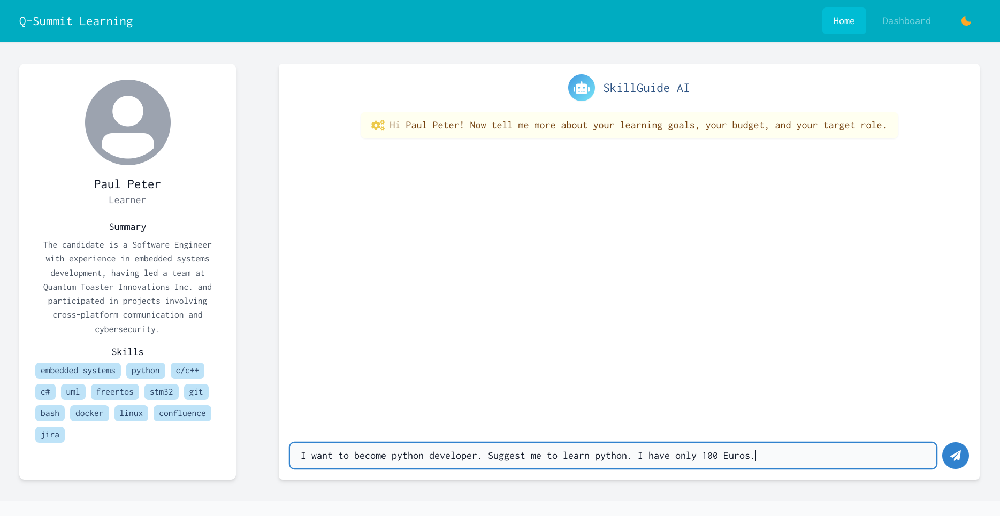 Q-Summit Learning
Home
Dashboard
Paul Peter
Learner
Summary
The candidate is a Software Engineer
with experience in embedded systems
development, having led a team at
Quantum Toaster Innovations Inc. and
participated in projects involving
cross-platform communication and
cybersecurity.
Skills
embedded systems python c/c++
c# uml freertos stm32 git
bash docker linux confluence
jira
SkillGuide AI
Hi Paul Peter! Now tell me more about your learning goals, your budget, and your target role.
I want to become python developer. Suggest me to learn python. I have only 100 Euros.